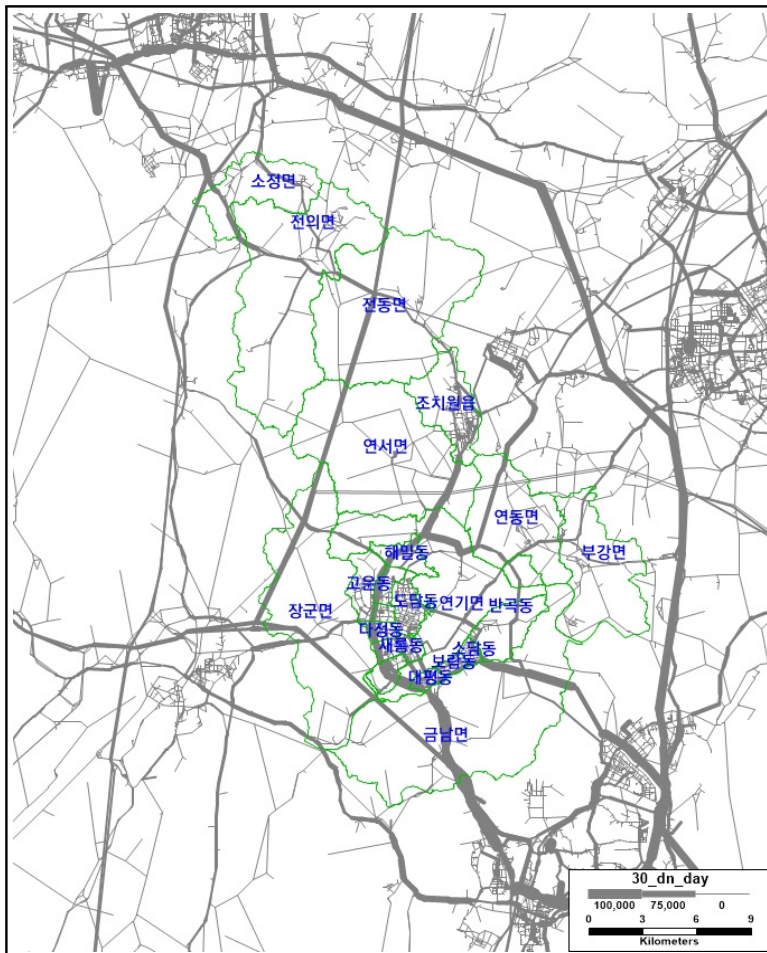 소정면
전의면
전동면
조치원읍
연서면
연동면
해밀동
부강면
고운동
도담동
연기면
반곡동
장군면
다정동
새롬동
소담동
보람동
대평동
금남면
30_dn_day
100,000 75,000 0
0 3 6 9
Kilometers